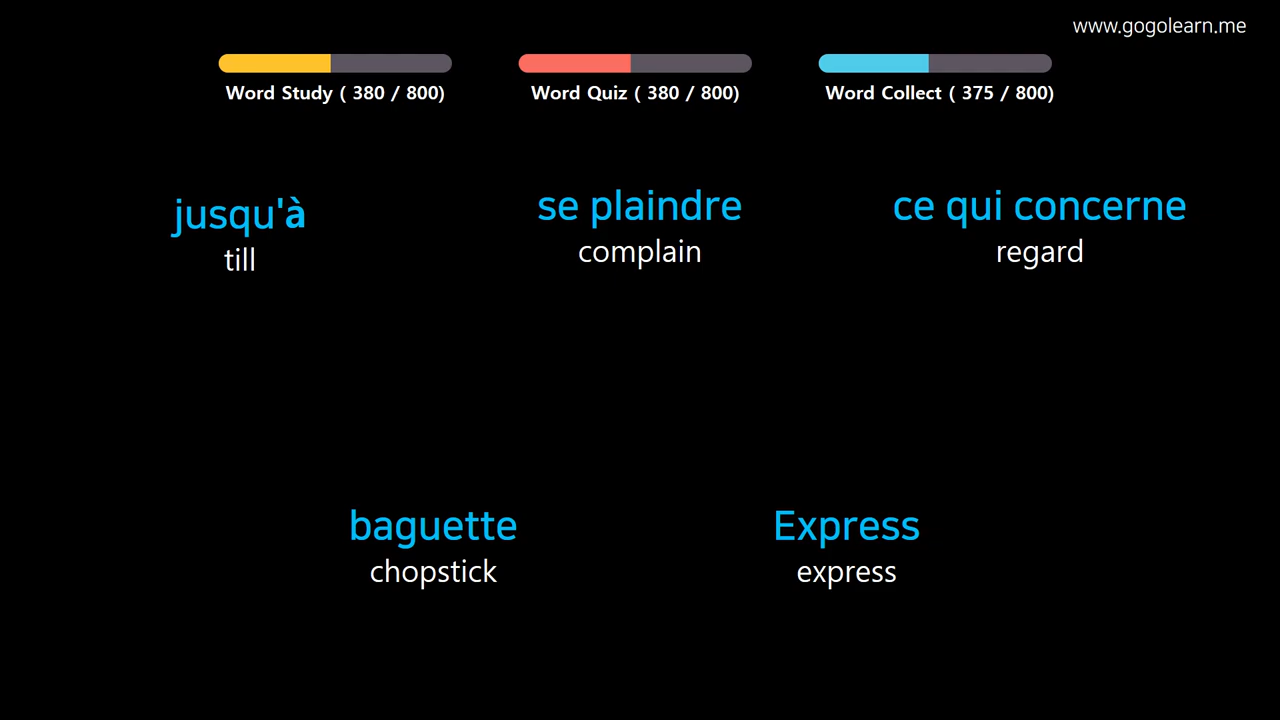 www.gogolearn.me
Word Study ( 380 / 800)
Word Quiz ( 380 / 800)
Word Collect ( 375 / 800)
jusqu'à
till
se plaindre
complain
ce qui concerne
regard
baguette
chopstick
Express
express